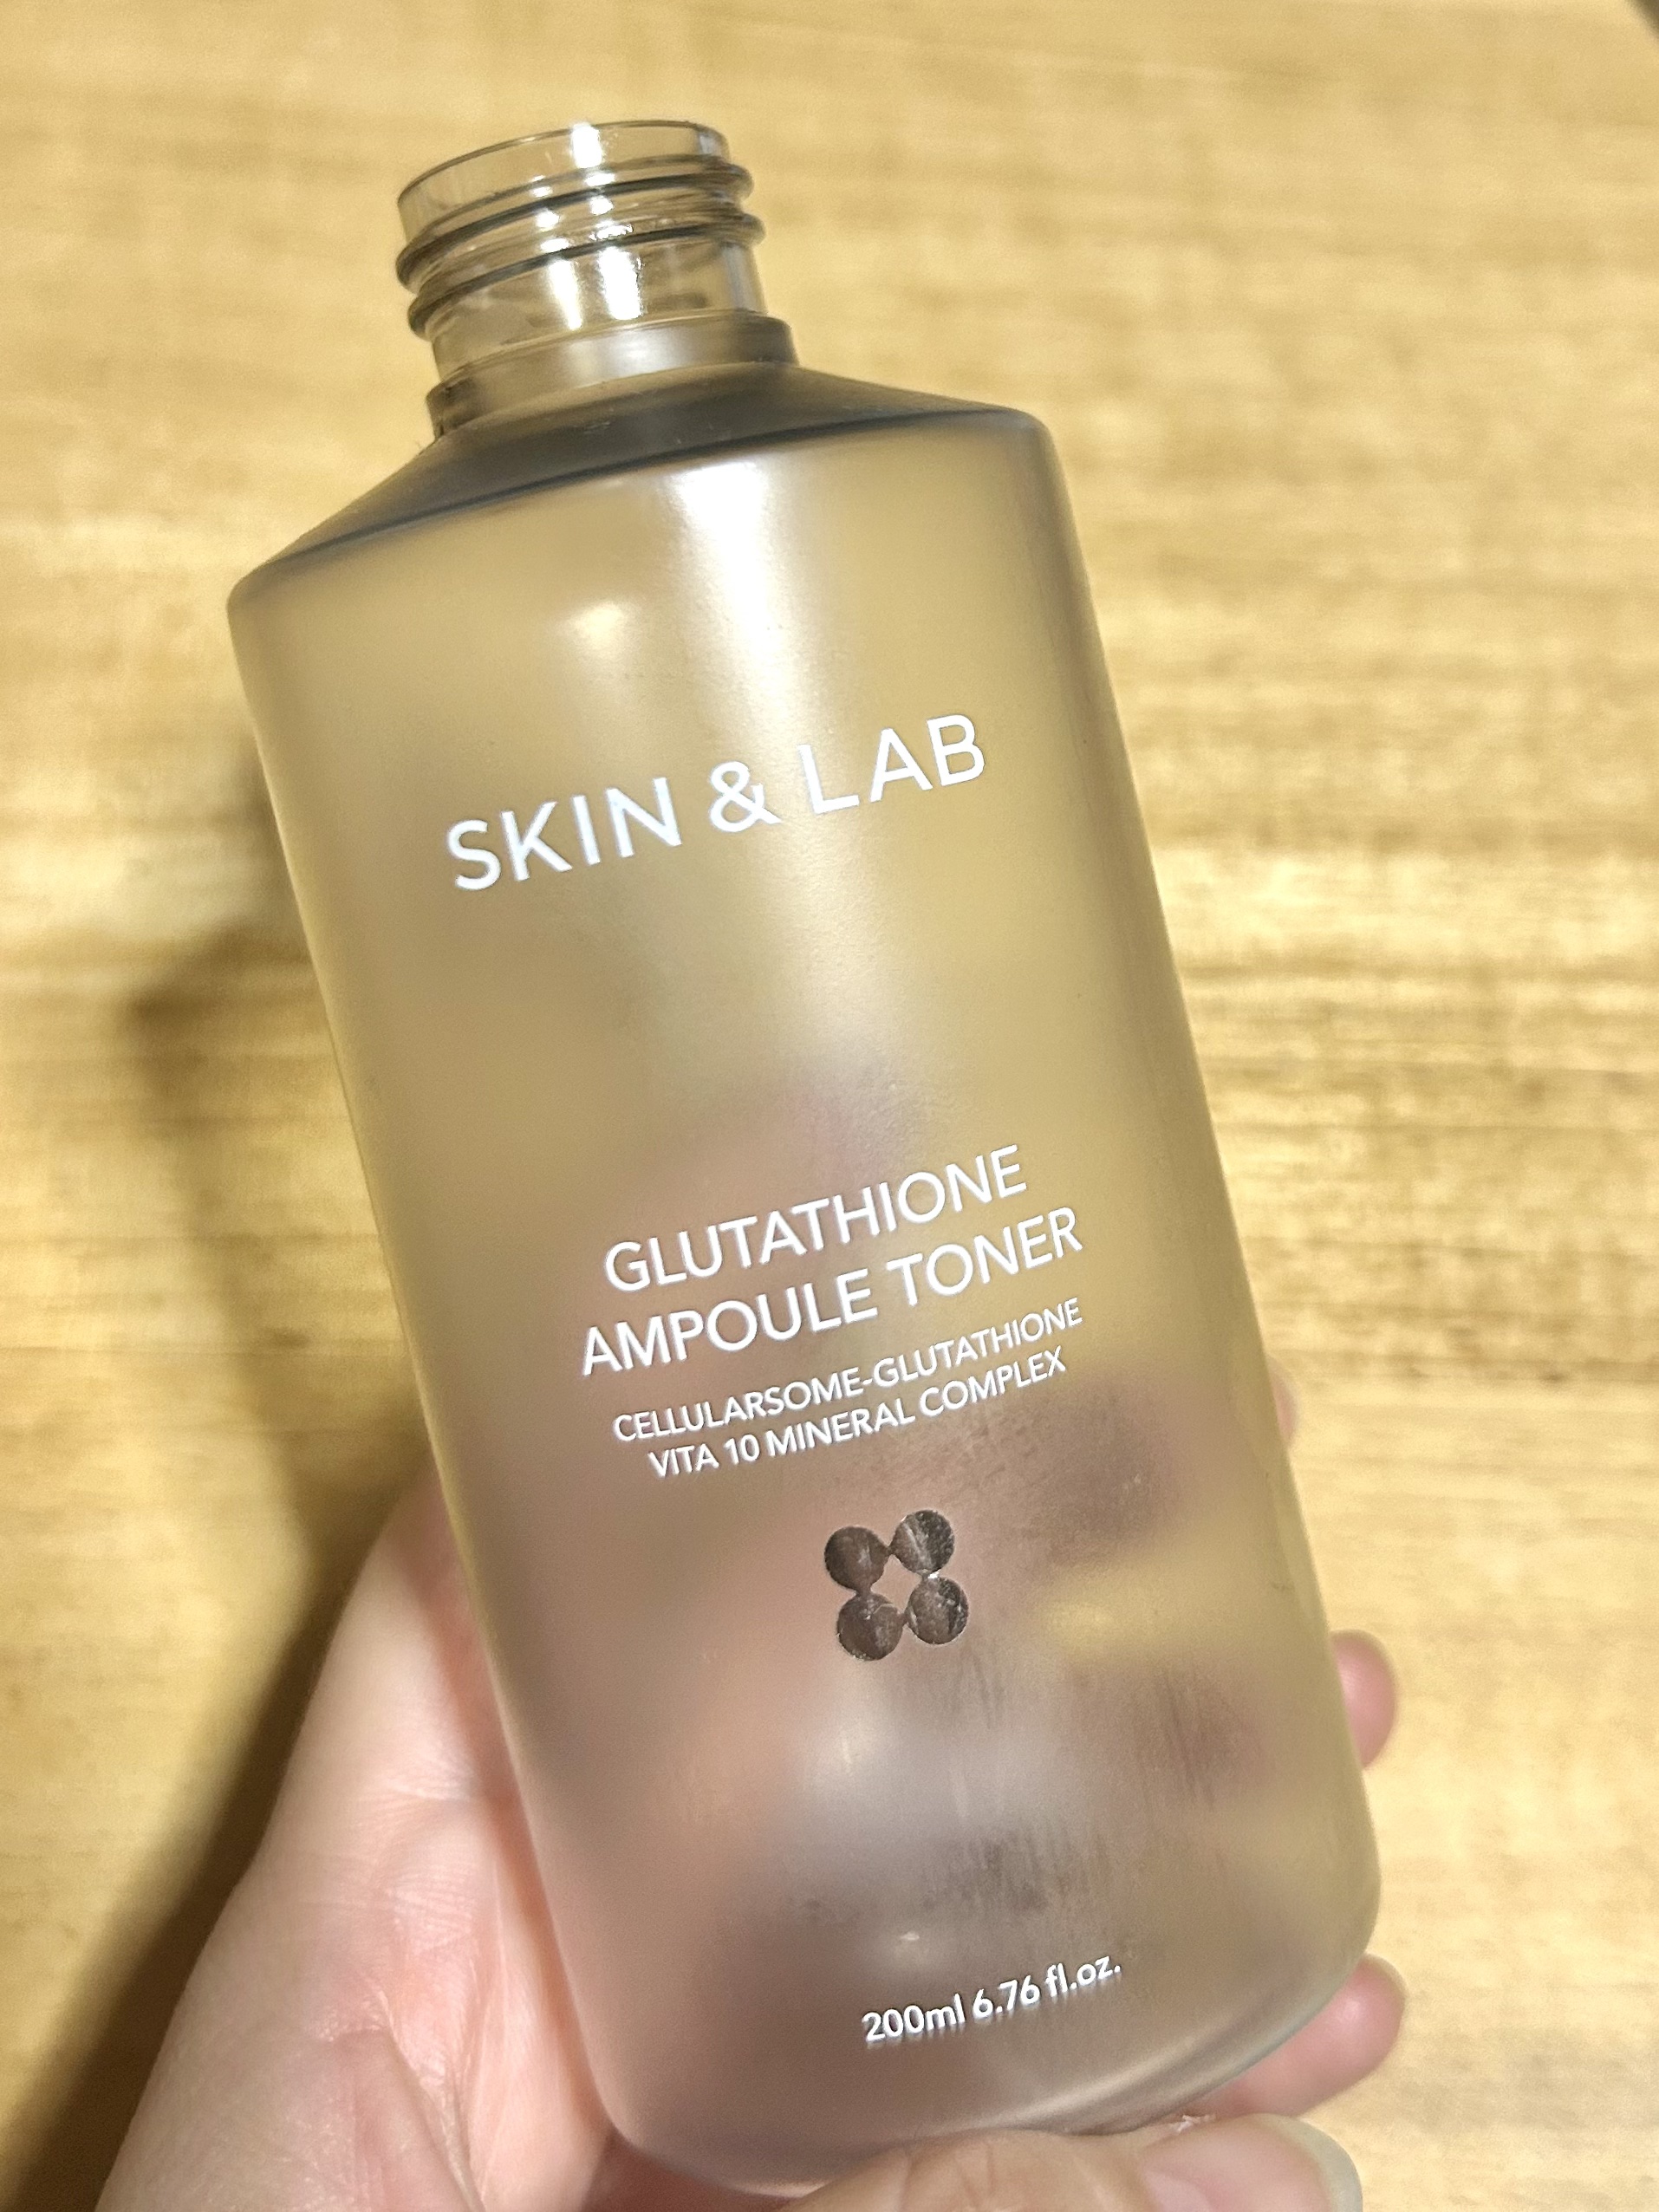 SKIN & LAB
GLUTATHIONE
AMPOULE TONER
CELLULARSOME-GLUTATHIONE
VITA 10 MINERAL COMPLEX
200ml 6.76 fl.oz.